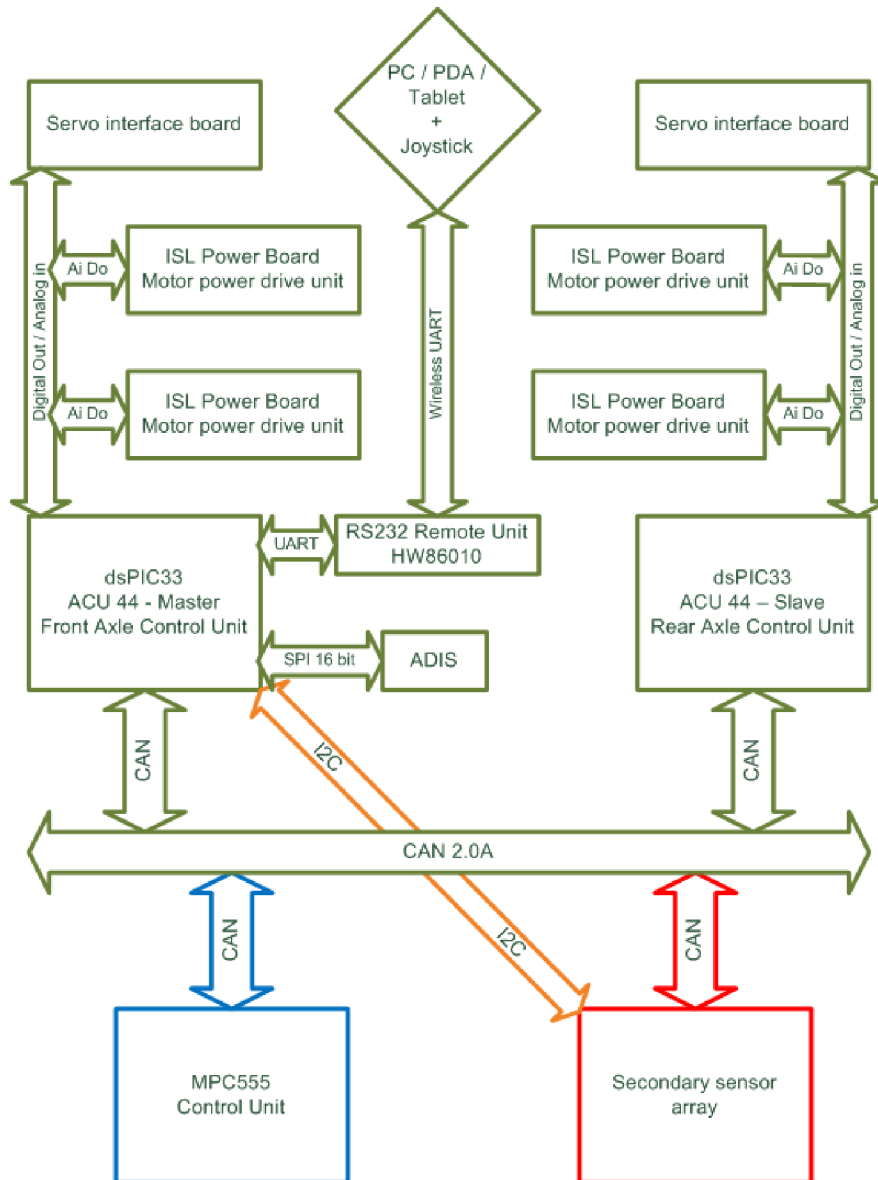 PC / PDA /
Tablet
+
Joystick
Servo interface board
Servo interface board
ISL Power Board
Motor power drive unit
Ai Do
ISL Power Board
Motor power drive unit
Ai Do
Digital Out / Analog in
Wireless UART
Digital Out / Analog in
ISL Power Board
Motor power drive unit
Ai Do
ISL Power Board
Motor power drive unit
Ai Do
dsPIC33
ACU 44 - Master
Front Axle Control Unit
UART
RS232 Remote Unit
HW86010
dsPIC33
ACU 44 – Slave
Rear Axle Control Unit
SPI 16 bit
ADIS
CAN
I2C
CAN
CAN 2.0A
CAN
I2C
CAN
MPC555
Control Unit
Secondary sensor
array